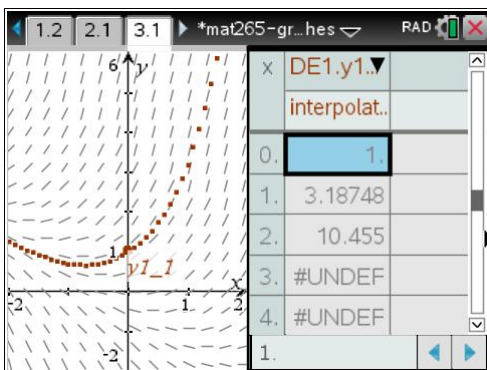 1.2 2.1 3.1 *mat265-gr...hes RAD
6 y
1
y1_1
x
-2 1 2
-2
x DE1.y1..▼
interpolat..
0. 1.
1. 3.18748
2. 10.455
3. #UNDEF
4. #UNDEF
1.